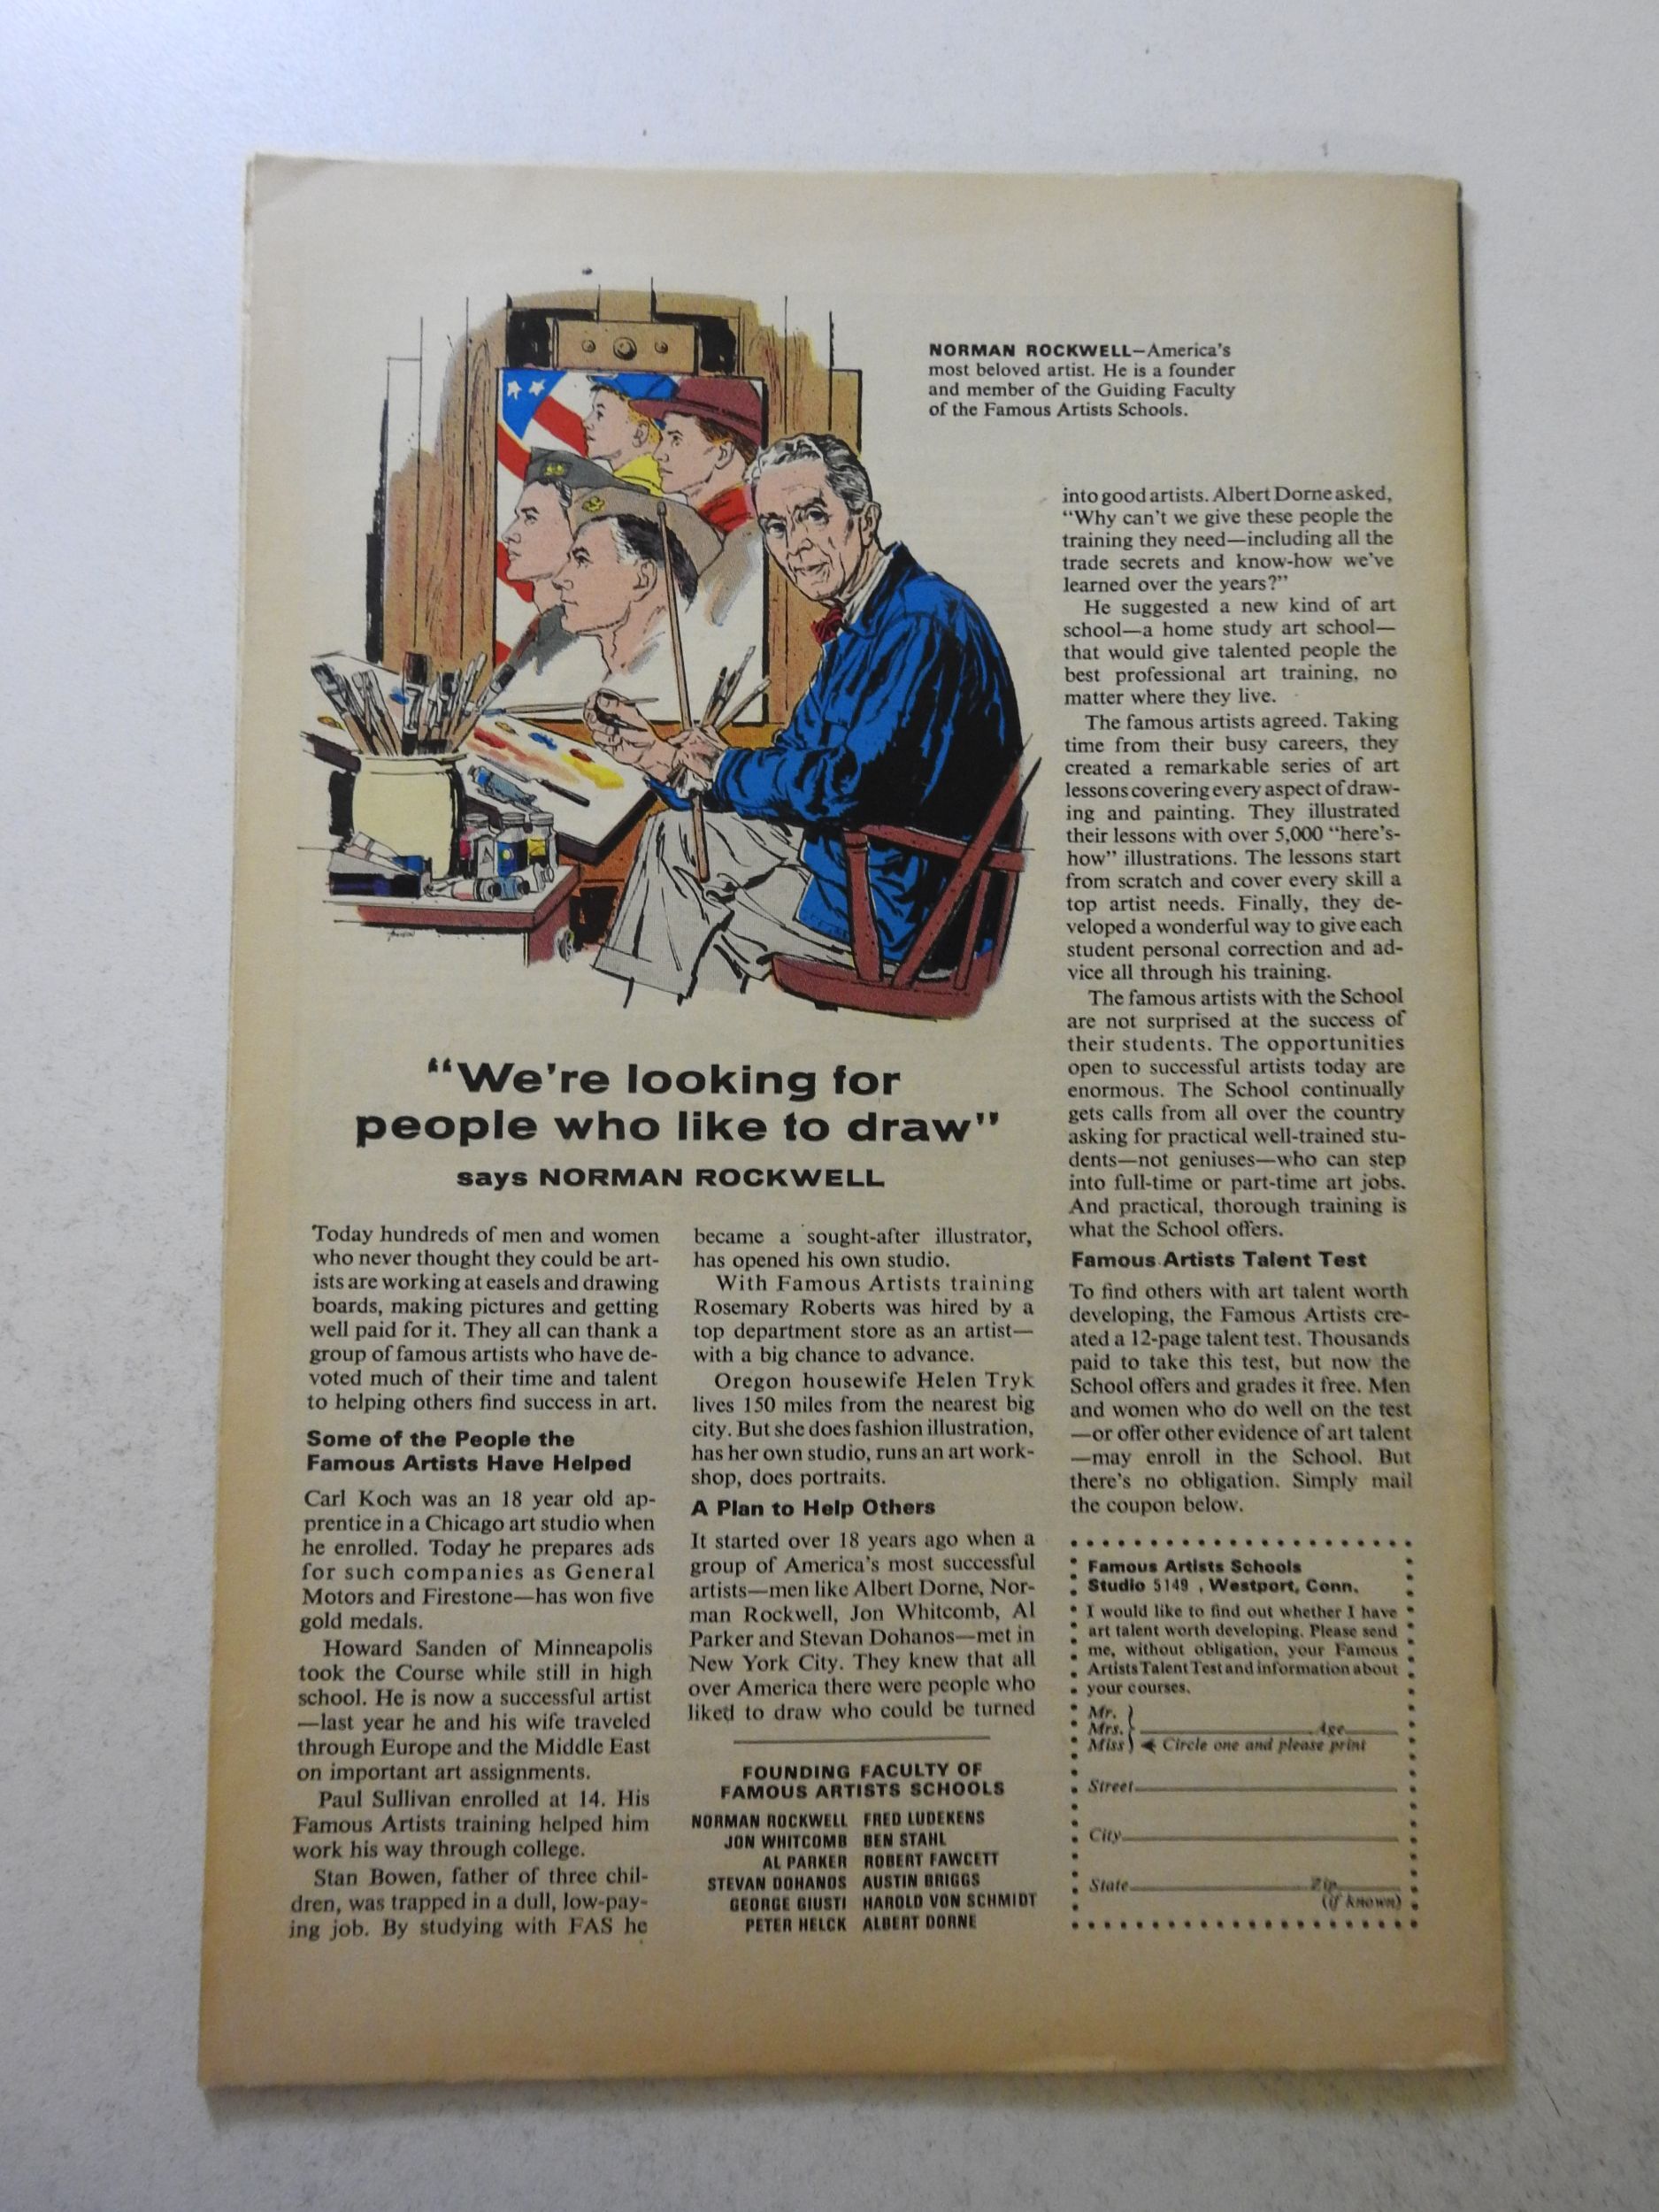 NORMAN ROCKWELL—America's
most beloved artist. He is a founder
and member of the Guiding Faculty
of the Famous Artists Schools.
"We're looking for
people who like to draw"
says NORMAN ROCKWELL
Today hundreds of men and women
who never thought they could be art-
ists are working at easels and drawing
boards, making pictures and getting
well paid for it. They all can thank a
group of famous artists who have de-
voted much of their time and talent
to helping others find success in art.
Some of the People the
Famous Artists Have Helped
Carl Koch was an 18 year old ap-
prentice in a Chicago art studio when
he enrolled. Today he prepares ads
for such companies as General
Motors and Firestone—has won five
gold medals.
Howard Sanden of Minneapolis
took the Course while still in high
school. He is now a successful artist
—last year he and his wife traveled
through Europe and the Middle East
on important art assignments.
Paul Sullivan enrolled at 14. His
Famous Artists training helped him
work his way through college.
Stan Bowen, father of three chil-
dren, was trapped in a dull, low-pay-
ing job. By studying with FAS he
became a sought-after illustrator,
has opened his own studio.
With Famous Artists training
Rosemary Roberts was hired by a
top department store as an artist—
with a big chance to advance.
Oregon housewife Helen Tryk
lives 150 miles from the nearest big
city. But she does fashion illustration,
has her own studio, runs an art work-
shop, does portraits.
A Plan to Help Others
It started over 18 years ago when a
group of America's most successful
artists—men like Albert Dorne, Nor-
man Rockwell, Jon Whitcomb, Al
Parker and Stevan Dohanos—met in
New York City. They knew that all
over America there were people who
liked to draw who could be turned
FOUNDING FACULTY OF
FAMOUS ARTISTS SCHOOLS
NORMAN ROCKWELL FRED LUDEKENS
JON WHITCOMB BEN STAHL
AL PARKER ROBERT FAWCETT
STEVAN DOHANOS AUSTIN BRIGGS
GEORGE GIUSTI HAROLD VON SCHMIDT
PETER HELCK ALBERT DORNE
into good artists. Albert Dorne asked,
"Why can't we give these people the
training they need—including all the
trade secrets and know-how we've
learned over the years?"
He suggested a new kind of art
school—a home study art school—
that would give talented people the
best professional art training, no
matter where they live.
The famous artists agreed. Taking
time from their busy careers, they
created a remarkable series of art
lessons covering every aspect of draw-
ing and painting. They illustrated
their lessons with over 5,000 "here's-
how" illustrations. The lessons start
from scratch and cover every skill a
top artist needs. Finally, they de-
veloped a wonderful way to give each
student personal correction and ad-
vice all through his training.
The famous artists with the School
are not surprised at the success of
their students. The opportunities
open to successful artists today are
enormous. The School continually
gets calls from all over the country
asking for practical well-trained stu-
dents—not geniuses—who can step
into full-time or part-time art jobs.
And practical, thorough training is
what the School offers.
Famous Artists Talent Test
To find others with art talent worth
developing, the Famous Artists cre-
ated a 12-page talent test. Thousands
paid to take this test, but now the
School offers and grades it free. Men
and women who do well on the test
—or offer other evidence of art talent
—may enroll in the School. But
there's no obligation. Simply mail
the coupon below.
Famous Artists Schools
Studio 5149 , Westport, Conn.
I would like to find out whether I have
art talent worth developing. Please send
me, without obligation, your Famous
Artists Talent Test and information about
your courses.
Mr.
Mrs. Age
Miss Circle one and please print
Street
City
State Zip
(if known)